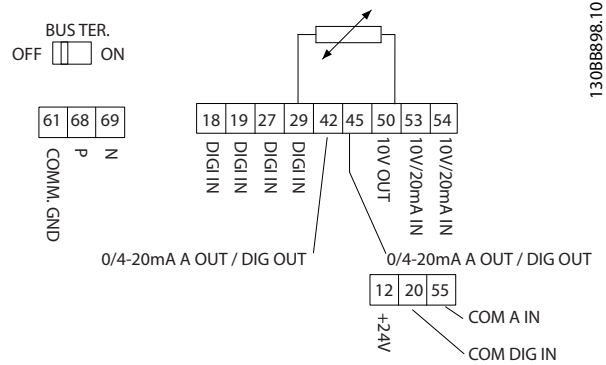 130BB898.10
BUS TER.
OFF ON
61 68 69
COMM. GND
P
N
18 19 27 29 42 45 50 53 54
DIGI IN
DIGI IN
DIGI IN
DIGI IN
10V OUT
10V/20mA IN
10V/20mA IN
0/4-20mA A OUT / DIG OUT
0/4-20mA A OUT / DIG OUT
12 20 55
+24V
COM A IN
COM DIG IN